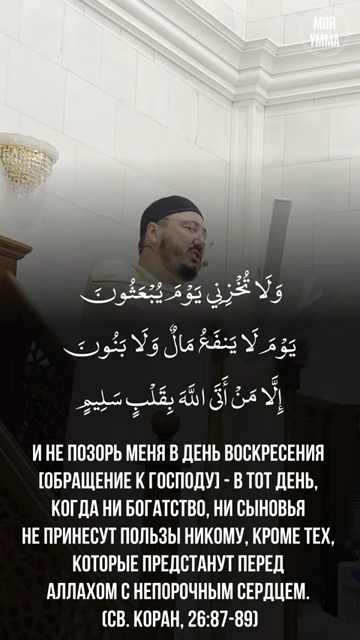 МОЯ
УММА
وَلَا تُخْزِنِي يَوْمَ يُبْعَثُونَ
يَوْمَ لَا يَنفَعُ مَالٌ وَلَا بَنُونَ
إِلَّا مَنْ أَتَى اللَّهَ بِقَلْبٍ سَلِيمٍ
И НЕ ПОЗОРЬ МЕНЯ В ДЕНЬ ВОСКРЕСЕНИЯ
[ОБРАЩЕНИЕ К ГОСПОДУ] - В ТОТ ДЕНЬ,
КОГДА НИ БОГАТСТВО, НИ СЫНОВЬЯ
НЕ ПРИНЕСУТ ПОЛЬЗЫ НИКОМУ, КРОМЕ ТЕХ,
КОТОРЫЕ ПРЕДСТАНУТ ПЕРЕД
АЛЛАХОМ С НЕПОРОЧНЫМ СЕРДЦЕМ.
(СВ. КОРАН, 26:87-89)